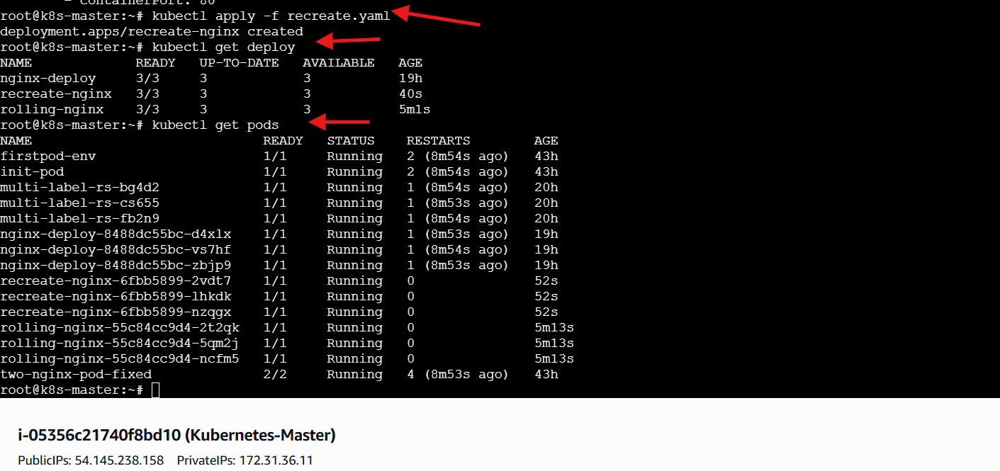 - containerPort: 80
root@k8s-master:~# kubectl apply -f recreate.yaml
deployment.apps/recreate-nginx created
root@k8s-master:~# kubectl get deploy
NAME READY UP-TO-DATE AVAILABLE AGE
nginx-deploy 3/3 3 3 19h
recreate-nginx 3/3 3 3 40s
rolling-nginx 3/3 3 3 5m1s
root@k8s-master:~# kubectl get pods
NAME READY STATUS RESTARTS AGE
firstpod-env 1/1 Running 2 (8m54s ago) 43h
init-pod 1/1 Running 2 (8m54s ago) 43h
multi-label-rs-bg4d2 1/1 Running 1 (8m54s ago) 20h
multi-label-rs-cs655 1/1 Running 1 (8m53s ago) 20h
multi-label-rs-fb2n9 1/1 Running 1 (8m54s ago) 20h
nginx-deploy-8488dc55bc-d4xlx 1/1 Running 1 (8m53s ago) 19h
nginx-deploy-8488dc55bc-vs7hf 1/1 Running 1 (8m54s ago) 19h
nginx-deploy-8488dc55bc-zbjp9 1/1 Running 1 (8m53s ago) 19h
recreate-nginx-6fbb5899-2vdt7 1/1 Running 0 52s
recreate-nginx-6fbb5899-lhkdk 1/1 Running 0 52s
recreate-nginx-6fbb5899-nzqgx 1/1 Running 0 52s
rolling-nginx-55c84cc9d4-2t2qk 1/1 Running 0 5m13s
rolling-nginx-55c84cc9d4-5qm2j 1/1 Running 0 5m13s
rolling-nginx-55c84cc9d4-ncfm5 1/1 Running 0 5m13s
two-nginx-pod-fixed 2/2 Running 4 (8m53s ago) 43h
root@k8s-master:~#
i-05356c21740f8bd10 (Kubernetes-Master)
PublicIPs: 54.145.238.158 PrivateIPs: 172.31.36.11